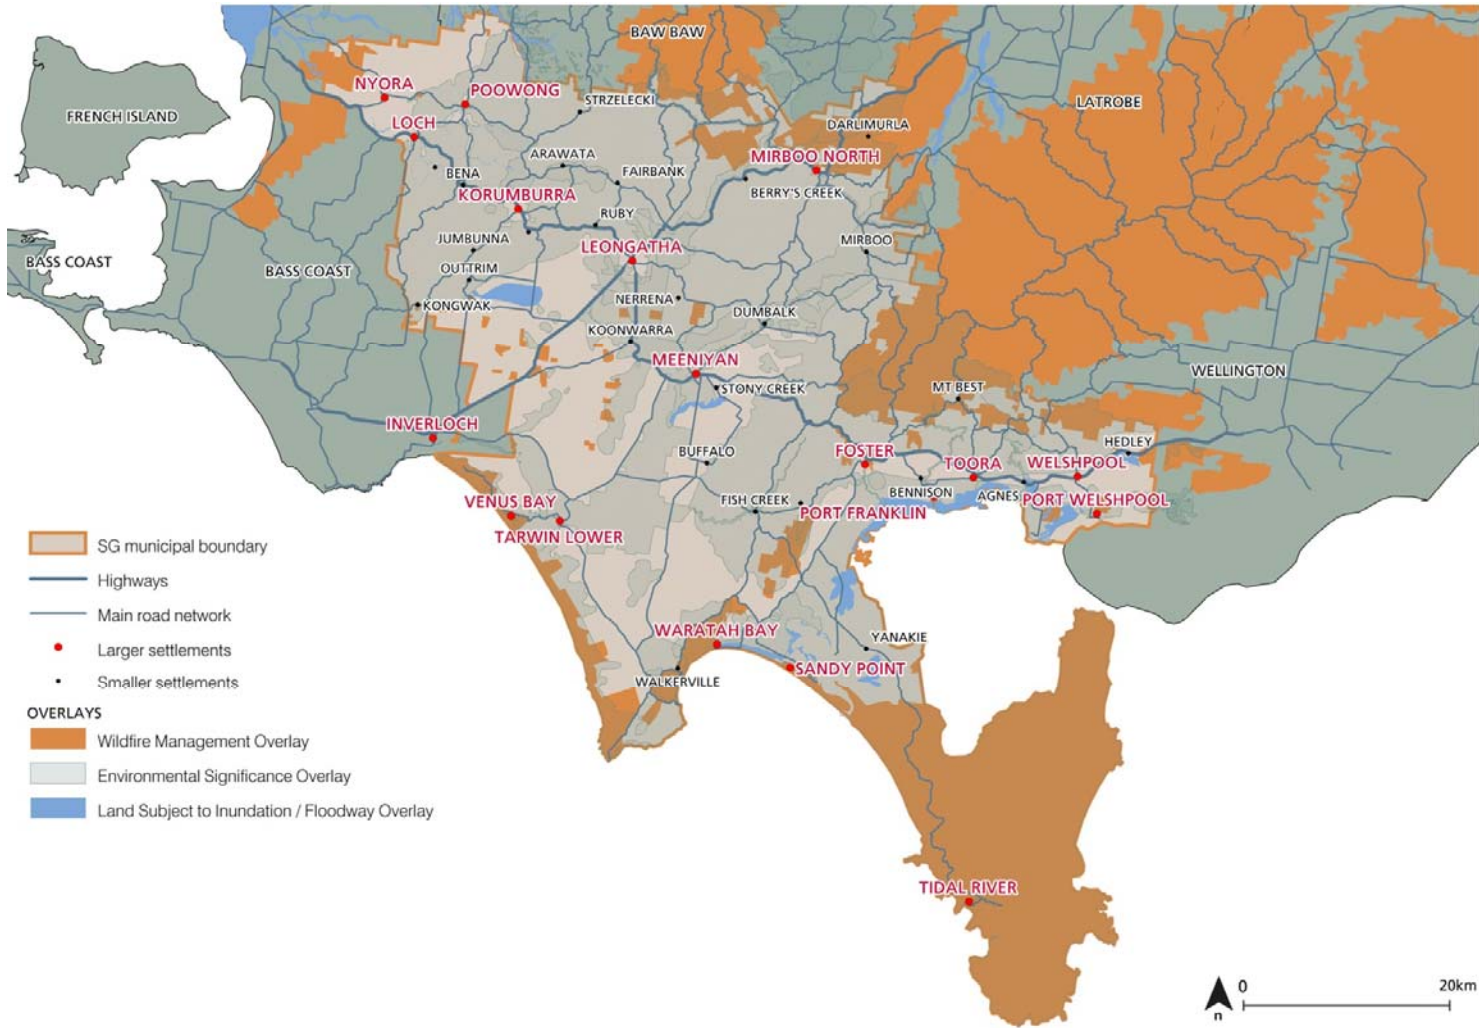 BAW BAW
NYORA
POOWONG
STRZELECKI
LATROBE
FRENCH ISLAND
LOCH
DARLIMURLA
ARAWATA
MIRBOO NORTH
BENA
FAIRBANK
KORUMBURRA
BERRY'S CREEK
RUBY
JUMBUNNA
LEONGATHA
MIRBOO
BASS COAST
BASS COAST
OUTTRIM
KONGWAK
NERRENA
DUMBALK
KOONWARRA
MEENIYAN
WELLINGTON
STONY CREEK
MT BEST
INVERLOCH
BUFFALO
FOSTER
HEDLEY
TOORA
WELSHPOOL
VENUS BAY
FISH CREEK
BENNISON
AGNES
PORT WELSHPOOL
PORT FRANKLIN
TARWIN LOWER
WARATAH BAY
YANAKIE
SANDY POINT
WALKERVILLE
TIDAL RIVER
SG municipal boundary
Highways
Main road network
Larger settlements
Smaller settlements
OVERLAYS
Wildfire Management Overlay
Environmental Significance Overlay
Land Subject to Inundation / Floodway Overlay
n
0
20km